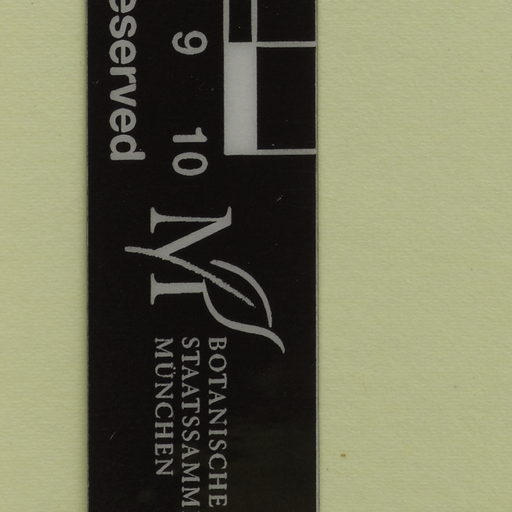 eserved
9 10
M
BOTANISCHE
STAATSSAMM
MÜNCHEN